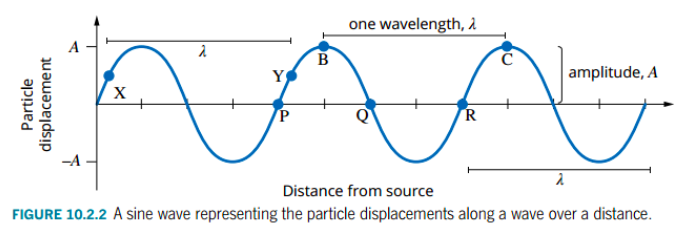 one wavelength, λ
A
λ
B
C
Y
amplitude, A
X
Particle
displacement
P
Q
R
–A
λ
Distance from source
FIGURE 10.2.2 A sine wave representing the particle displacements along a wave over a distance.